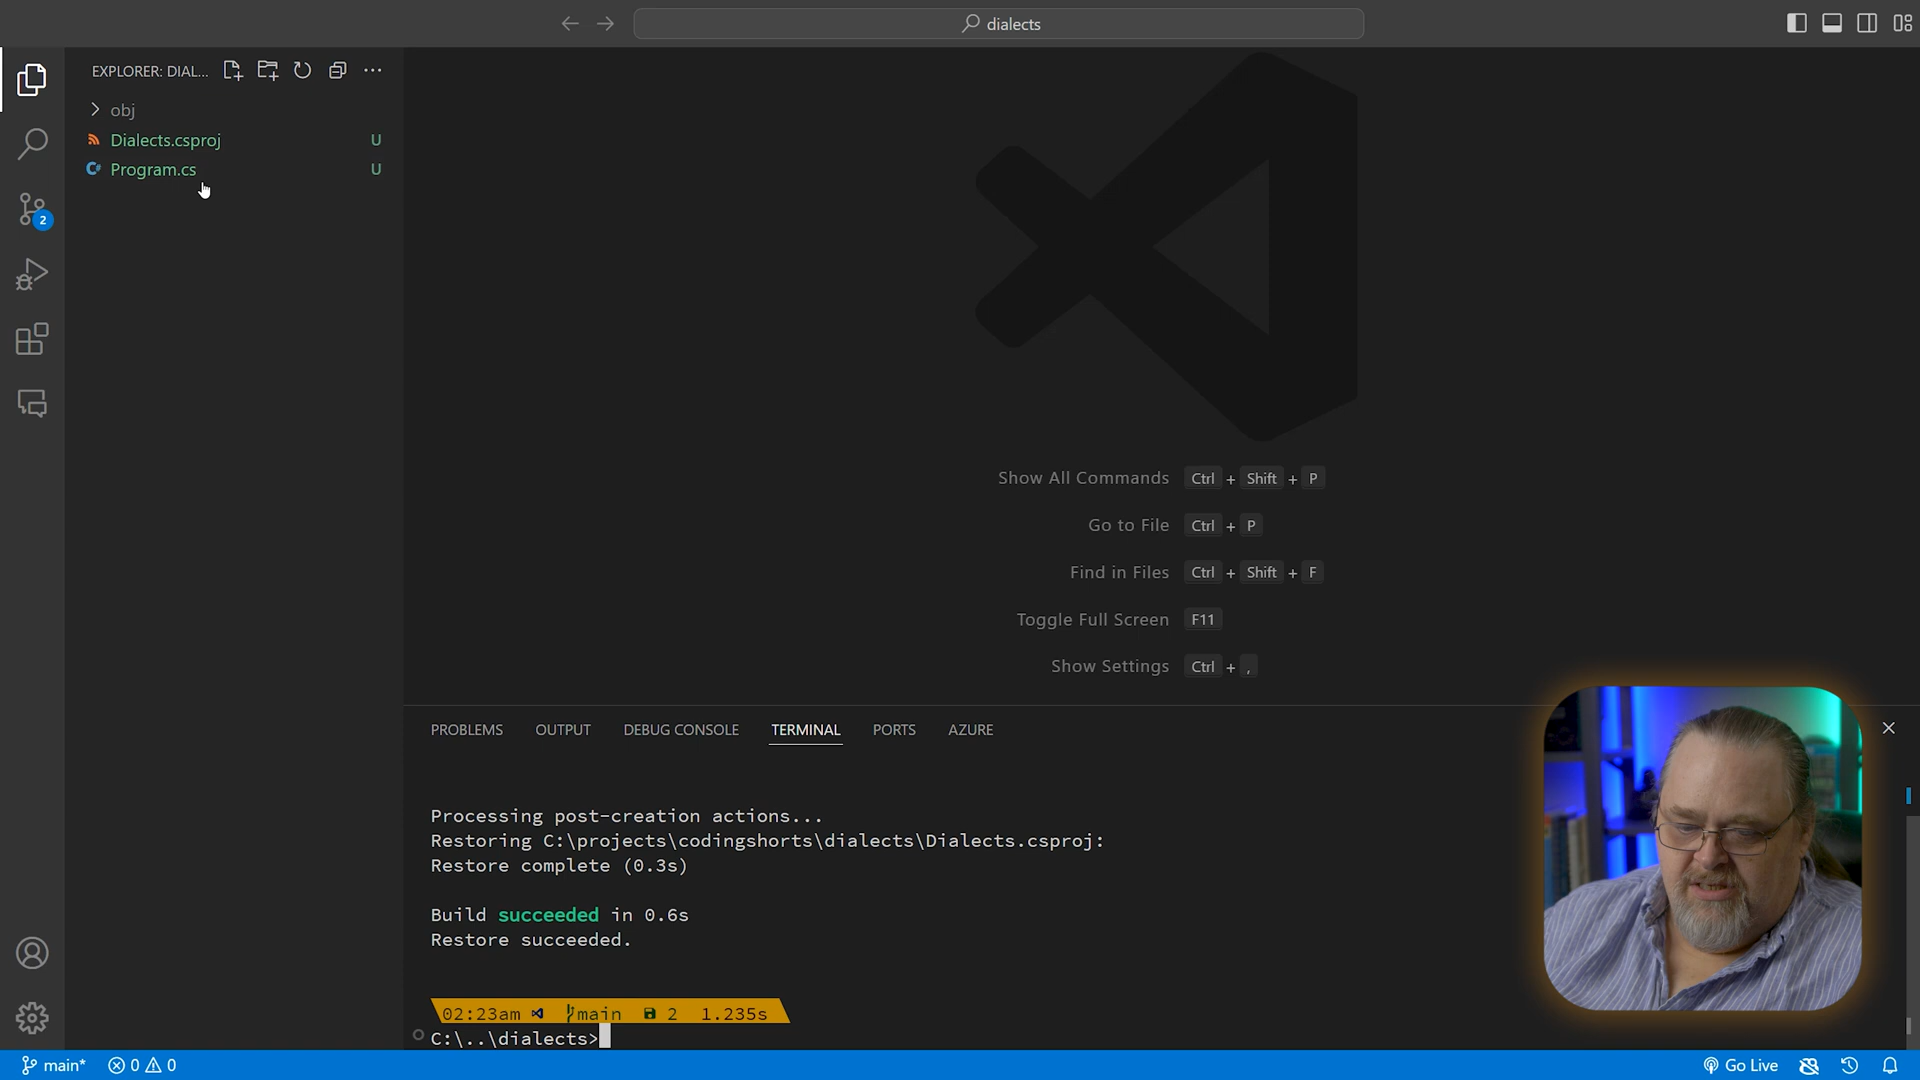 dialects
EXPLORER: DIAL...
obj
Dialects.csproj U
Program.cs U
2
Show All Commands Ctrl + Shift + P
Go to File Ctrl + P
Find in Files Ctrl + Shift + F
Toggle Full Screen F11
Show Settings Ctrl + ,
PROBLEMS OUTPUT DEBUG CONSOLE TERMINAL PORTS AZURE
Processing post-creation actions...
Restoring C:\projects\codingshorts\dialects\Dialects.csproj:
Restore complete (0.3s)
Build succeeded in 0.6s
Restore succeeded.
02:23am main 2 1.235s
C:\..\dialects>
main* 0 0 Go Live